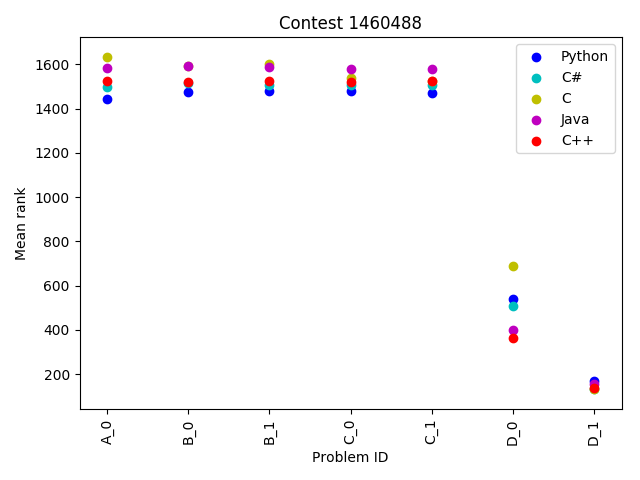 Contest 1460488
Mean rank
1600
1400
1200
1000
800
600
400
200
Python
C#
C
Java
C++
A_0
B_0
B_1
C_0
C_1
D_0
D_1
Problem ID